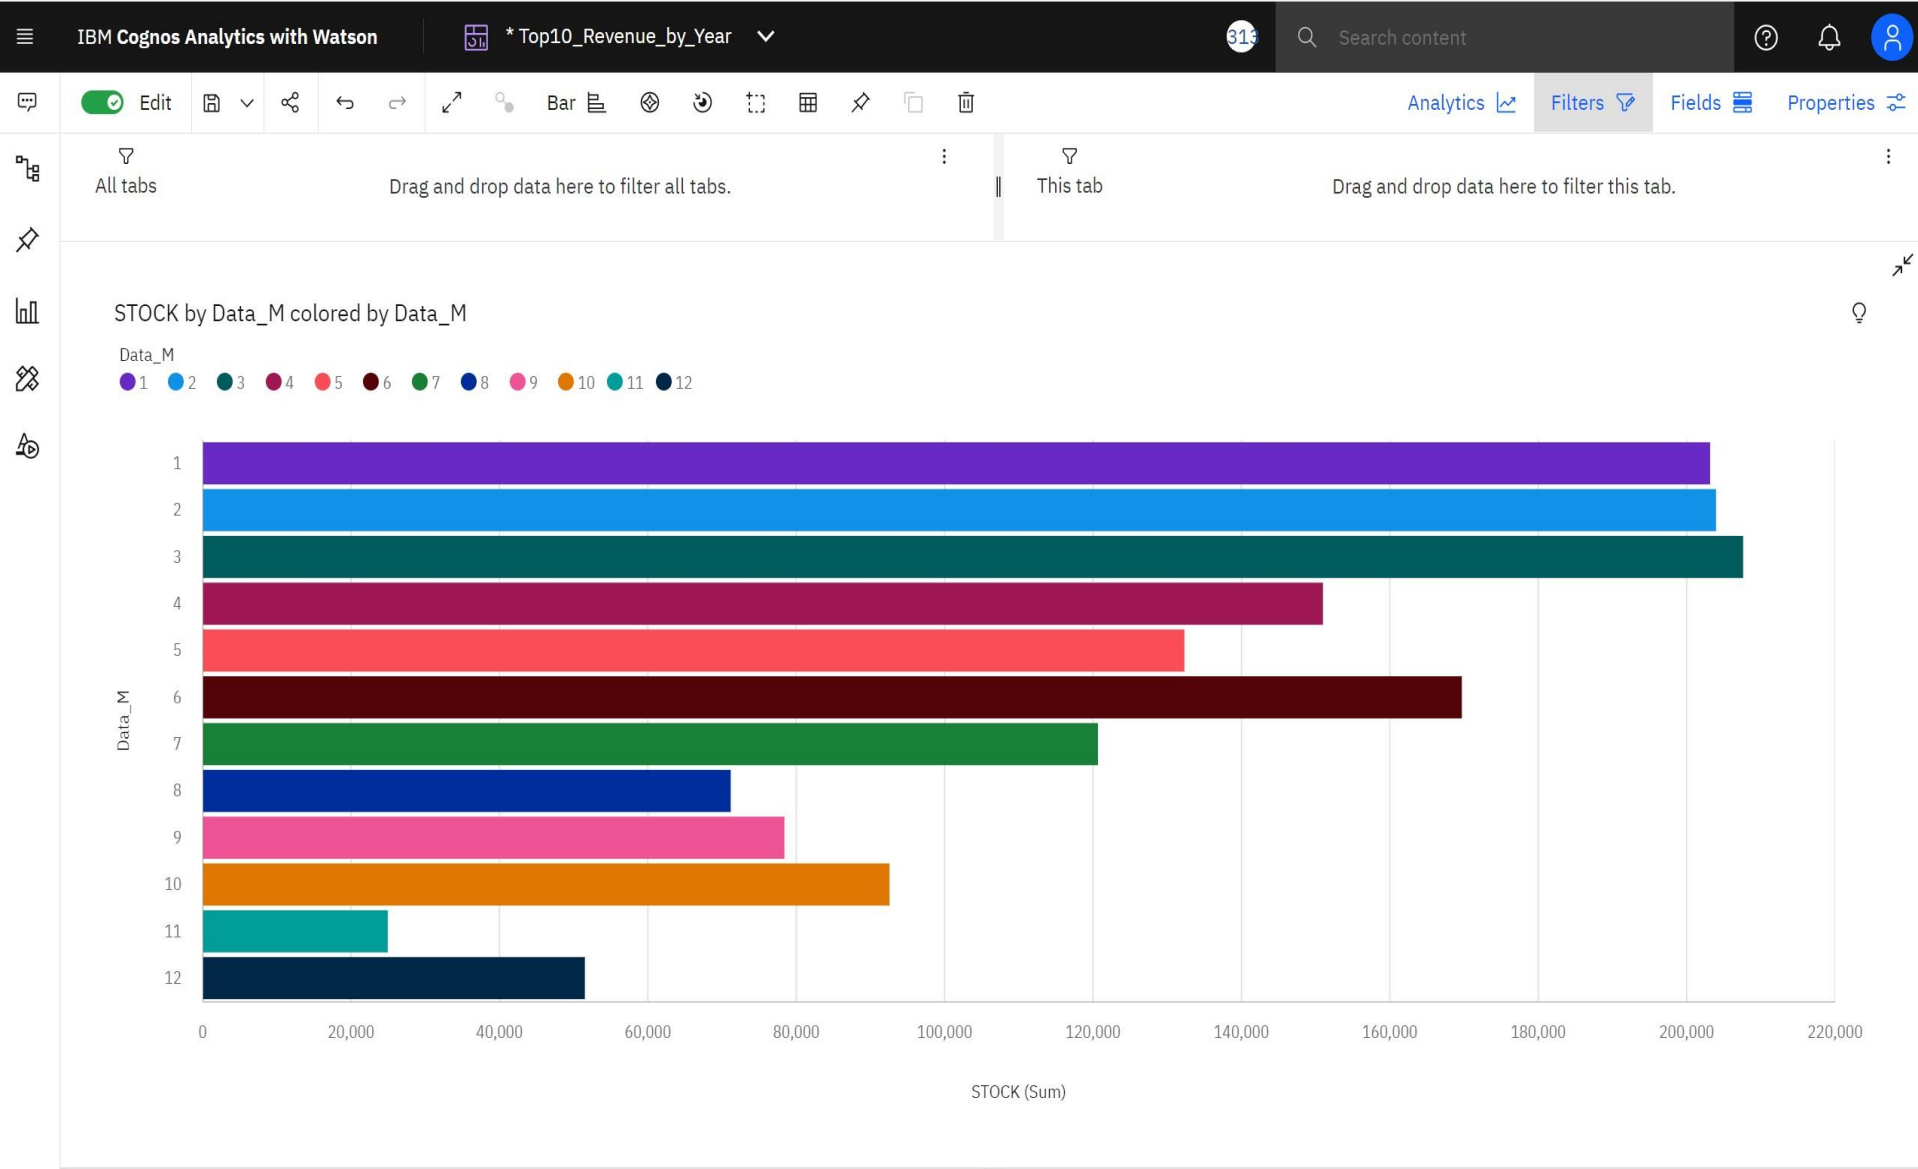 IBM Cognos Analytics with Watson
* Top10_Revenue_by_Year
313
Search content
Edit
Bar
Analytics
Filters
Fields
Properties
All tabs
Drag and drop data here to filter all tabs.
This tab
Drag and drop data here to filter this tab.
STOCK by Data_M colored by Data_M
Data_M
1 2 3 4 5 6 7 8 9 10 11 12
Data_M
1
2
3
4
5
6
7
8
9
10
11
12
0 20,000 40,000 60,000 80,000 100,000 120,000 140,000 160,000 180,000 200,000 220,000
STOCK (Sum)